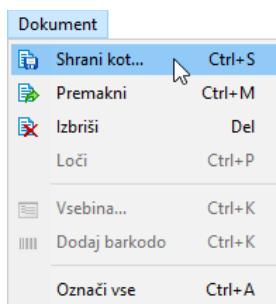 Dokument
Shrani kot... Ctrl+S
Premakni Ctrl+M
Izbriši Del
Loči Ctrl+P
Vsebina... Ctrl+K
Dodaj barkodo Ctrl+K
Označi vse Ctrl+A